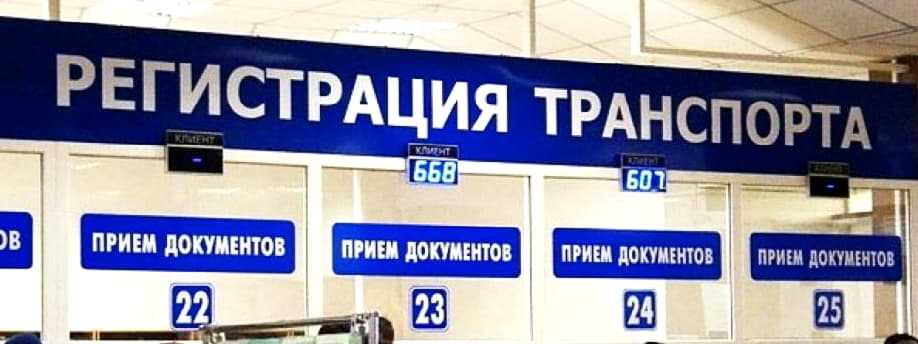 РЕГИСТРАЦИЯ ТРАНСПОРТА
КЛИЕНТ
-
КЛИЕНТ
668
КЛИЕНТ
607
-
ОВ
ПРИЕМ ДОКУМЕНТОВ
22
ПРИЕМ ДОКУМЕНТОВ
23
ПРИЕМ ДОКУМЕНТОВ
24
ПРИЕМ ДОКУМЕНТОВ
25